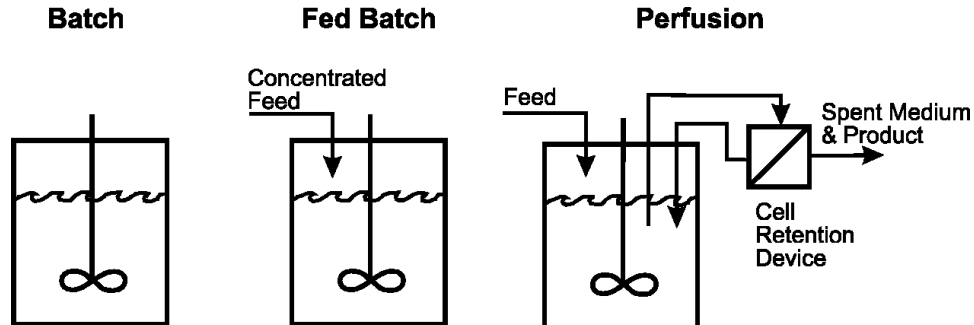 Batch
Fed Batch
Perfusion
Concentrated
Feed
Feed
Spent Medium
& Product
Cell
Retention
Device